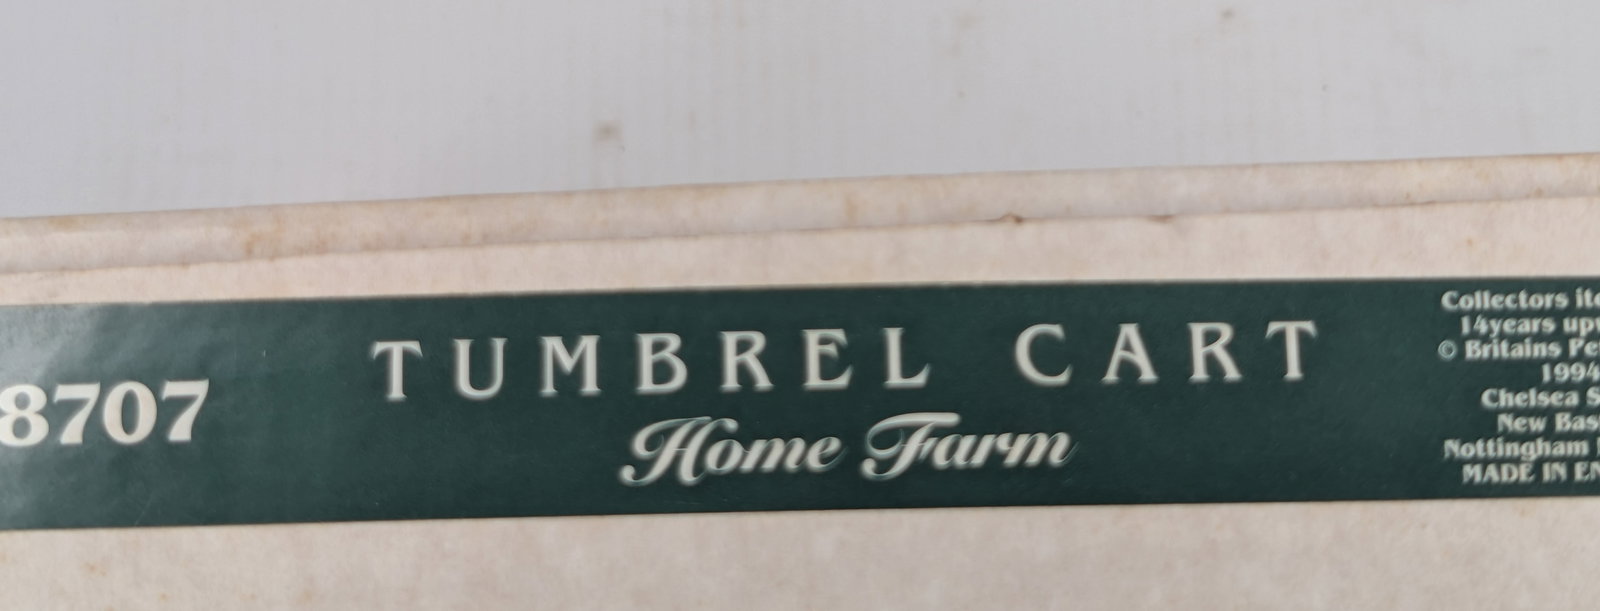 8707
TUMBREL CART
Home Farm
Collectors
14years
© Britains
1994
Chelsea
New
Nottingham
MADE IN